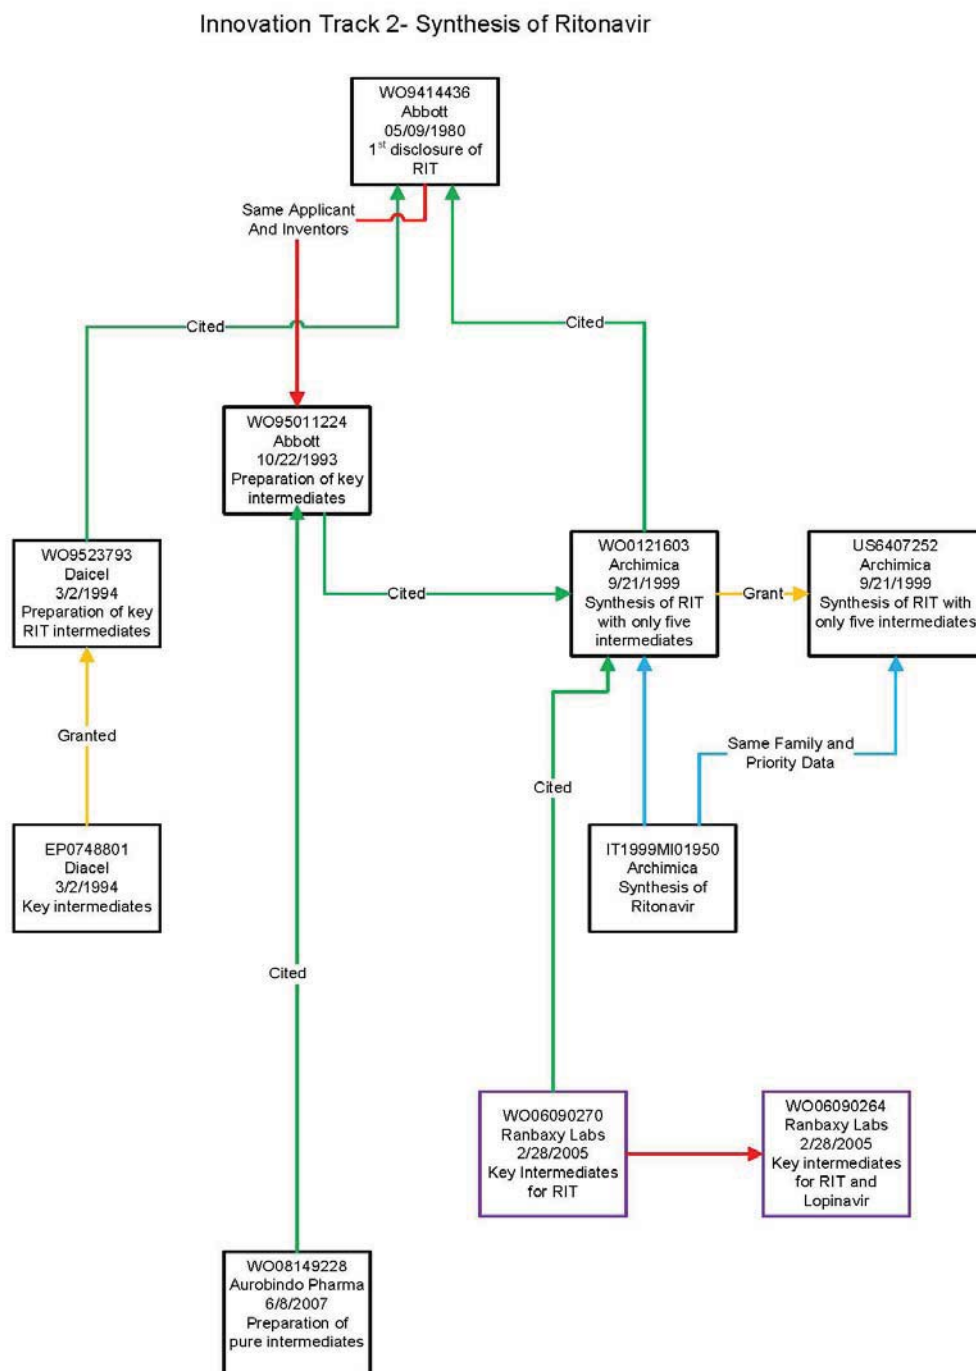 Innovation Track 2- Synthesis of Ritonavir
WO9414436
Abbott
05/09/1980
1st disclosure of
RIT
Same Applicant
And Inventors
Cited
Cited
WO95011224
Abbott
10/22/1993
Preparation of key
intermediates
WO9523793
Daicel
3/2/1994
Preparation of key
RIT intermediates
Cited
WO0121603
Archimica
9/21/1999
Synthesis of RIT
with only five
intermediates
Grant
US6407252
Archimica
9/21/1999
Synthesis of RIT with
only five intermediates
Granted
Same Family and
Priority Data
Cited
EP0748801
Diacel
3/2/1994
Key intermediates
IT1999MI01950
Archimica
Synthesis of
Ritonavir
Cited
WO06090270
Ranbaxy Labs
2/28/2005
Key Intermediates
for RIT
WO06090264
Ranbaxy Labs
2/28/2005
Key intermediates
for RIT and
Lopinavir
WO08149228
Aurobindo Pharma
6/8/2007
Preparation of
pure intermediates